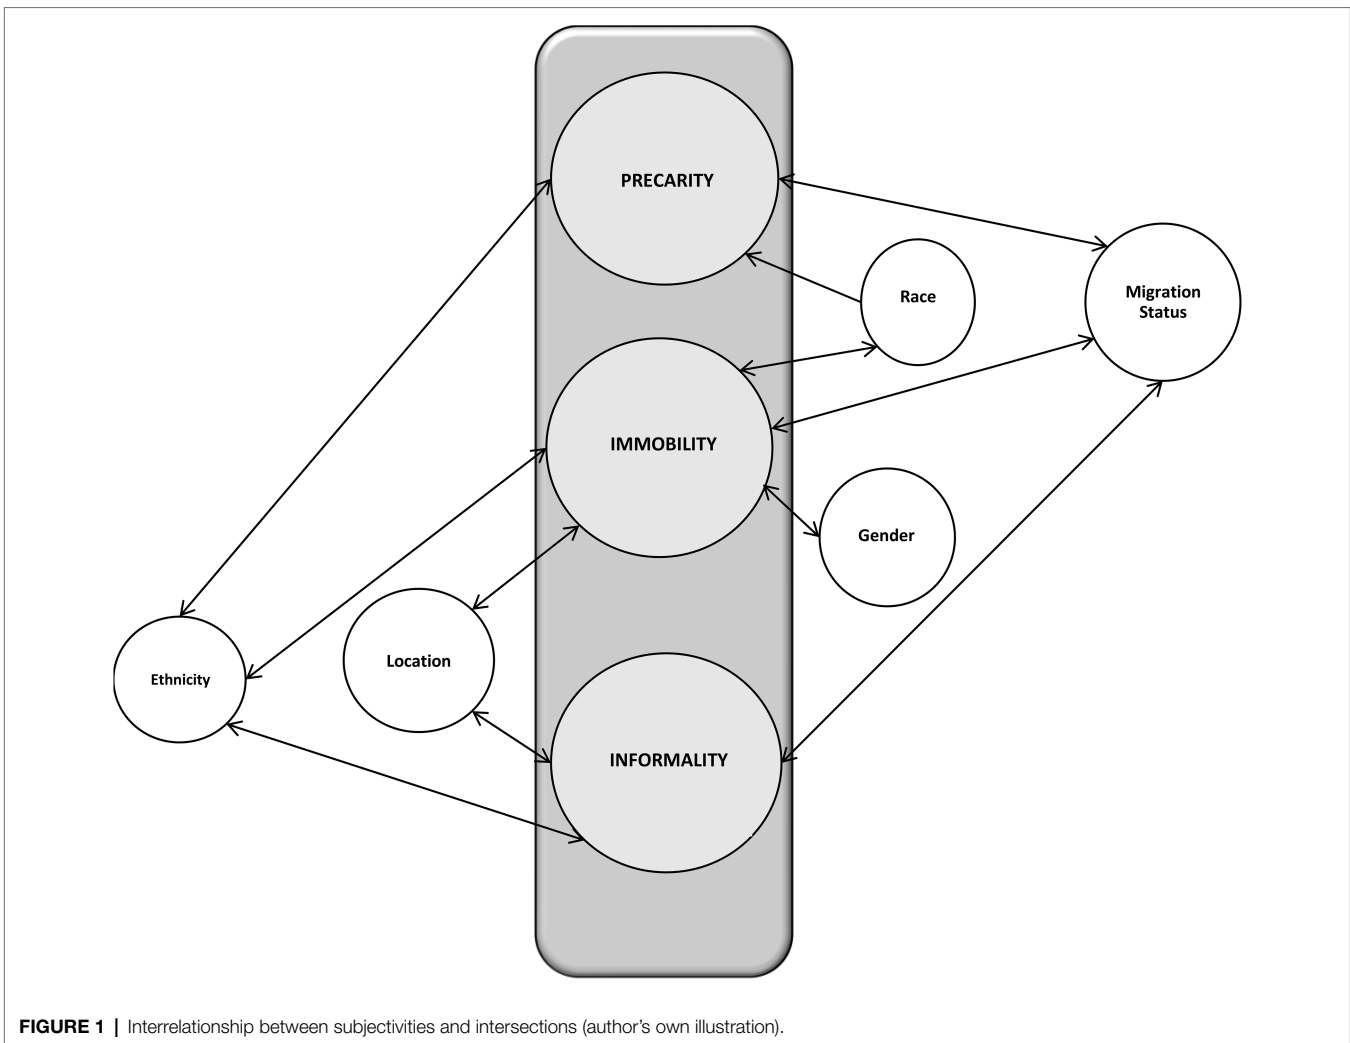 PRECARITY
Race
Migration
Status
IMMOBILITY
Gender
Location
Ethnicity
INFORMALITY
FIGURE 1 | Interrelationship between subjectivities and intersections (author’s own illustration).